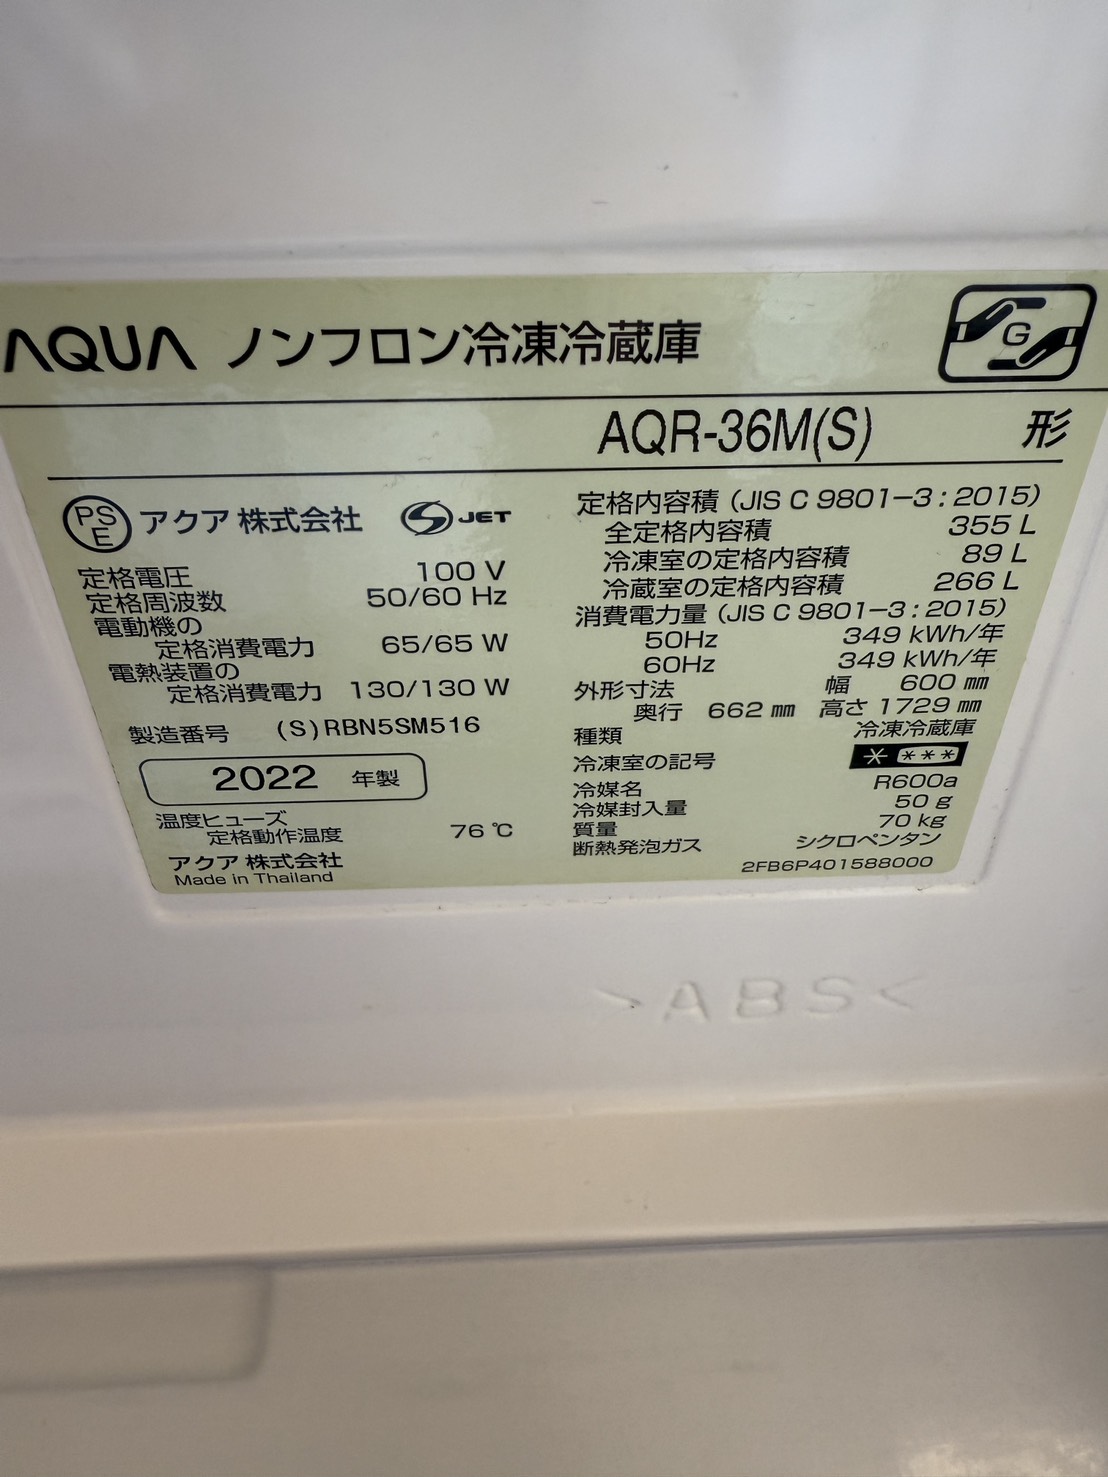 AQUA ノンフロン冷凍冷蔵庫
G
AQR-36M(S) 形
PSE アクア 株式会社 S JET
定格電圧 100 V
定格周波数 50/60 Hz
電動機の
定格消費電力 65/65 W
電熱装置の
定格消費電力 130/130 W
製造番号 (S)RBN5SM516
2022 年製
温度ヒューズ
定格動作温度 76 ℃
アクア 株式会社
Made in Thailand
定格内容積 (JIS C 9801-3 : 2015)
全定格内容積 355 L
冷凍室の定格内容積 89 L
冷蔵室の定格内容積 266 L
消費電力量 (JIS C 9801-3 : 2015)
50Hz 349 kWh/年
60Hz 349 kWh/年
外形寸法 幅 600 ㎜
奥行 662 ㎜ 高さ 1729 ㎜
種類 冷凍冷蔵庫
冷凍室の記号 * ***
冷媒名 R600a
冷媒封入量 50 g
質量 70 kg
断熱発泡ガス シクロペンタン
2FB6P401588000
>ABS<